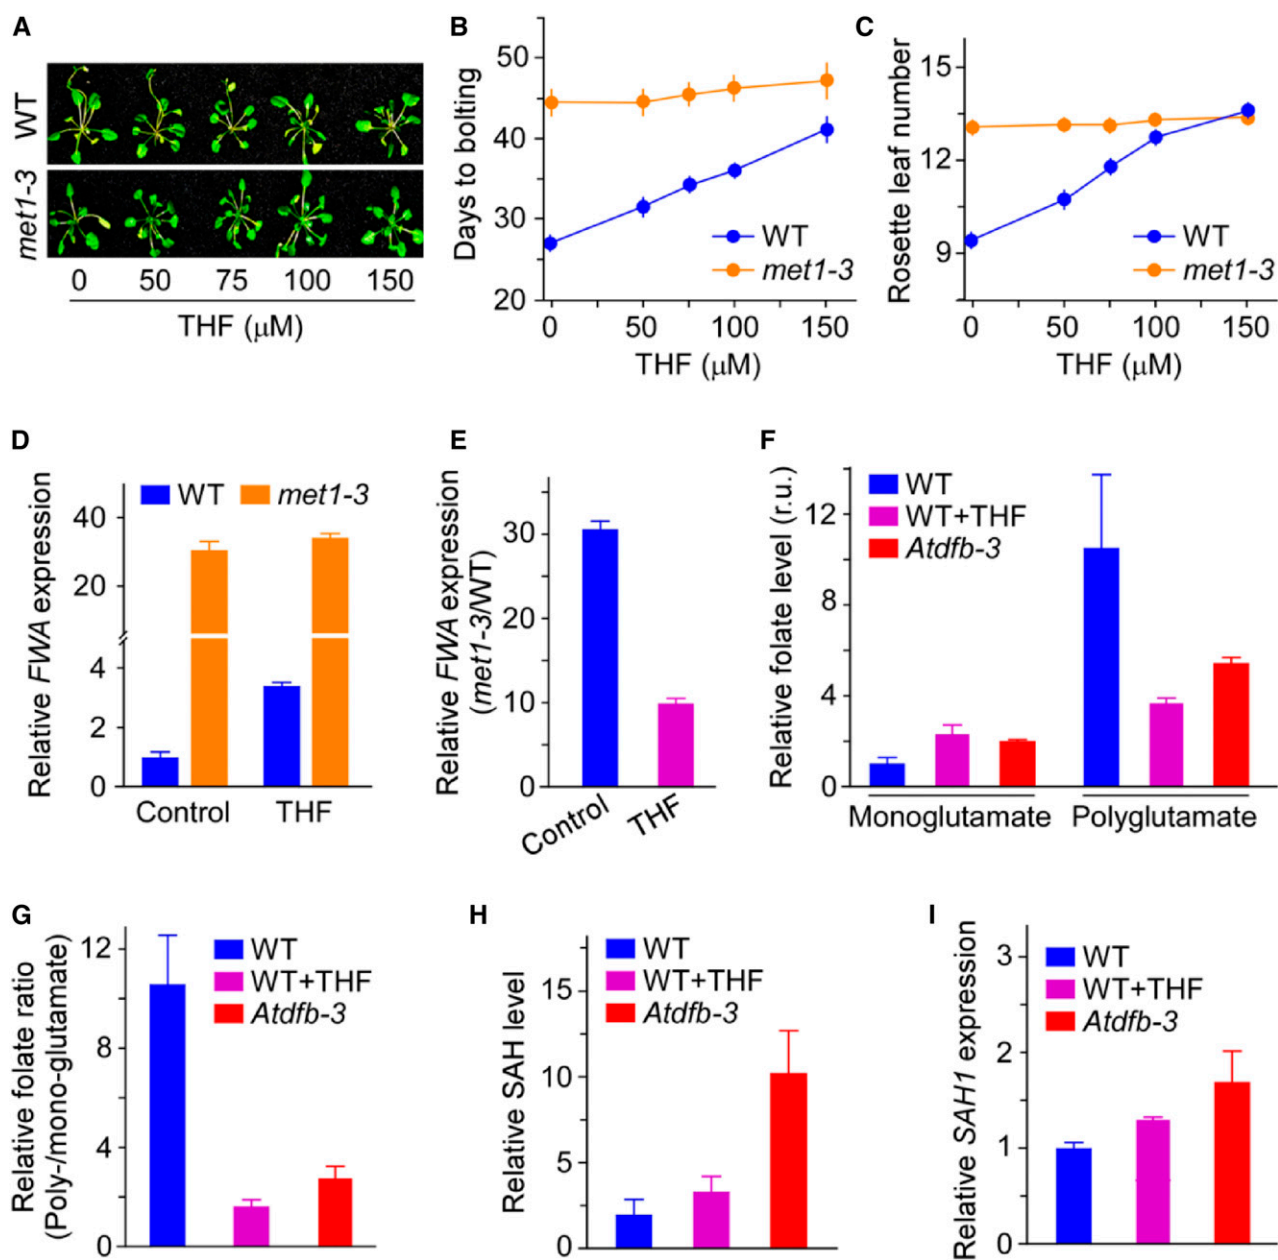 A
WT
met1-3
0 50 75 100 150
THF (μM)
B
Days to bolting
50
40
30
20
WT
met1-3
0 50 100 150
THF (μM)
C
Rosette leaf number
15
12
9
WT
met1-3
0 50 100 150
THF (μM)
D
Relative FWA expression
WT met1-3
40
20
4
2
0
Control THF
E
Relative FWA expression
(met1-3/WT)
30
20
10
0
Control THF
F
Relative folate level (r.u.)
WT
WT+THF
Atdfb-3
12
8
4
0
Monoglutamate Polyglutamate
G
Relative folate ratio
(Poly-/mono-glutamate)
12
8
4
0
WT
WT+THF
Atdfb-3
H
Relative SAH level
15
10
5
0
WT
WT+THF
Atdfb-3
I
Relative SAH1 expression
3
2
1
0
WT
WT+THF
Atdfb-3